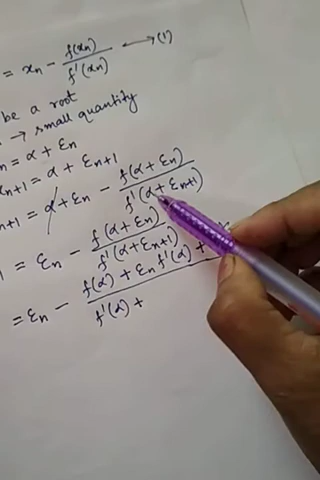 = xn - f(xn)/f'(xn) ⟶ (1)
be a root
→ small quantity
n = α + εn
n+1 = α + εn+1
n+1 = α + εn - f(α + εn)/f'(α + εn+1)
1 = εn - f(α + εn)/f'(α + εn+1)
= εn - f(α) + εn f'(α) +/f'(α) +